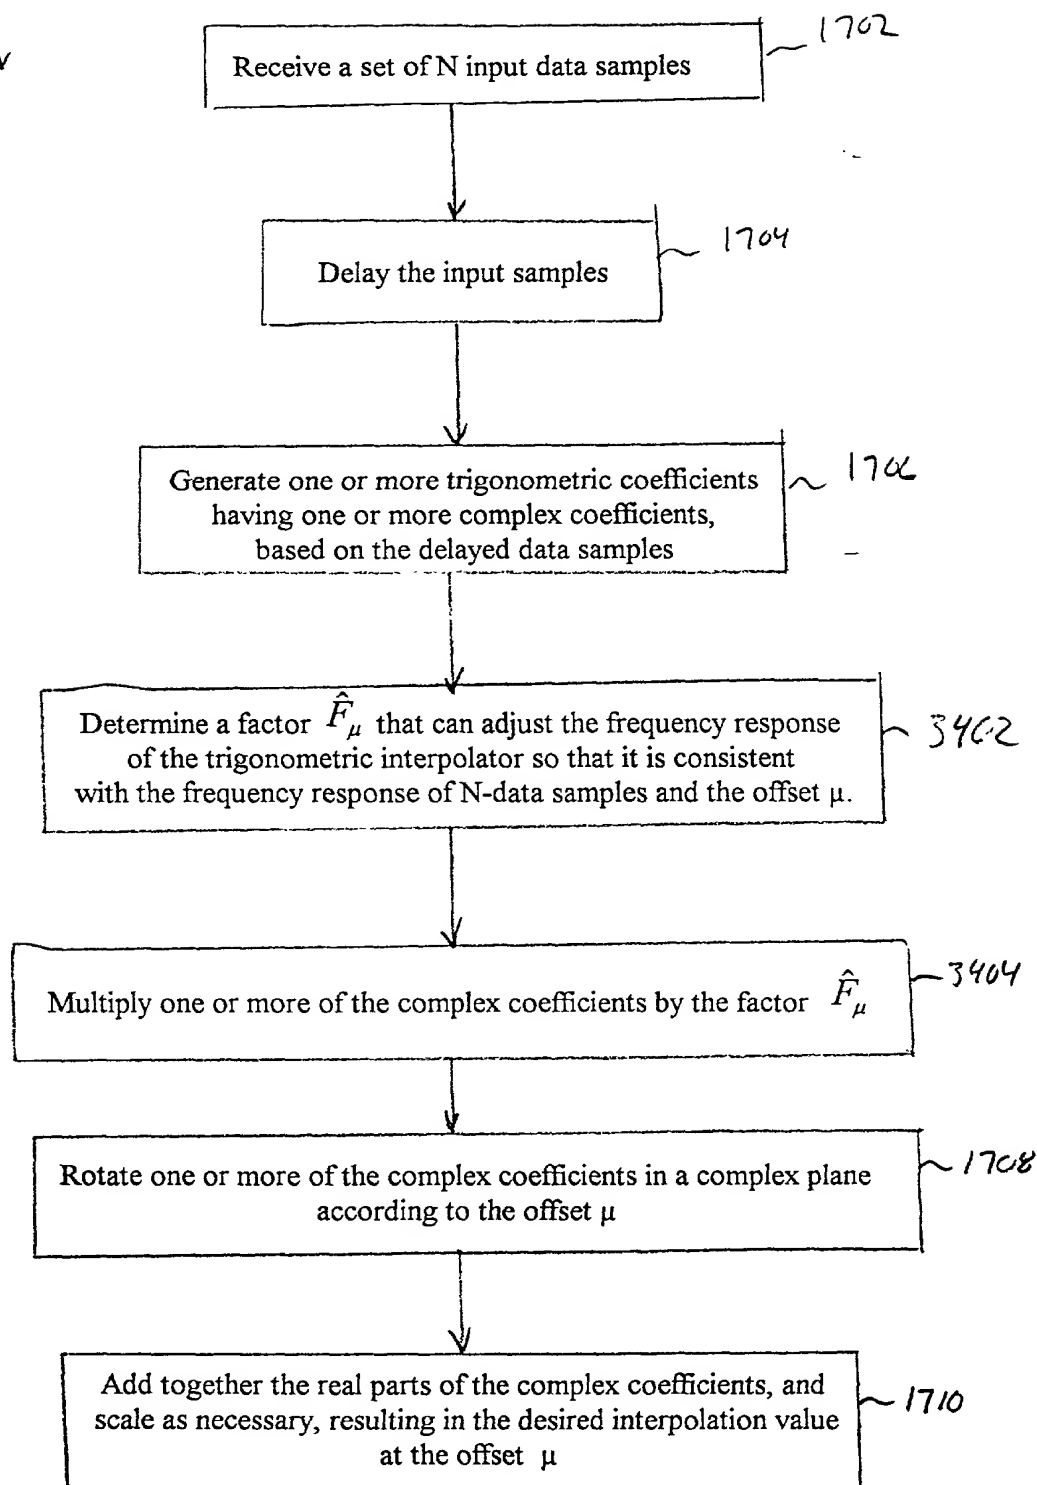 1702
Receive a set of N input data samples
1704
Delay the input samples
1706
Generate one or more trigonometric coefficients
having one or more complex coefficients,
based on the delayed data samples
3402
Determine a factor F̂μ that can adjust the frequency response
of the trigonometric interpolator so that it is consistent
with the frequency response of N-data samples and the offset μ.
3404
Multiply one or more of the complex coefficients by the factor F̂μ
1708
Rotate one or more of the complex coefficients in a complex plane
according to the offset μ
1710
Add together the real parts of the complex coefficients, and
scale as necessary, resulting in the desired interpolation value
at the offset μ